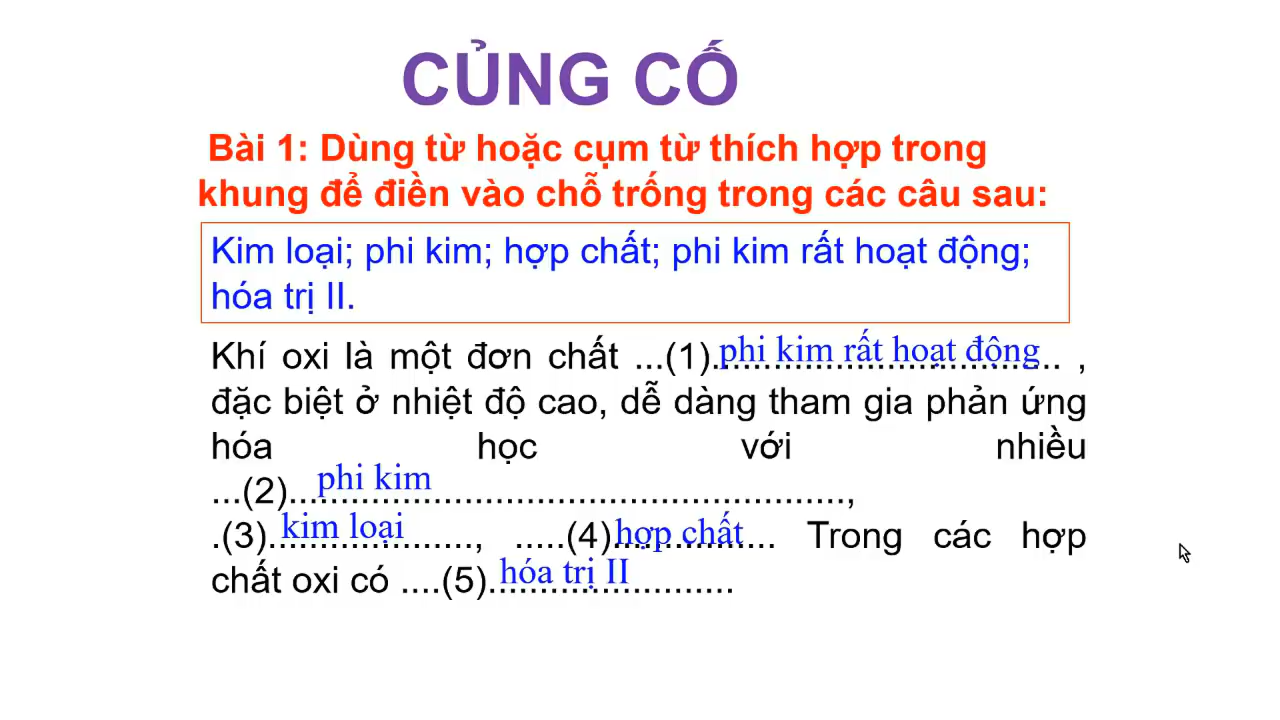 CỦNG CỐ
Bài 1: Dùng từ hoặc cụm từ thích hợp trong
khung để điền vào chỗ trống trong các câu sau:
Kim loại; phi kim; hợp chất; phi kim rất hoạt động;
hóa trị II.
Khí oxi là một đơn chất ...(1).phi kim rất hoạt động.. ,
đặc biệt ở nhiệt độ cao, dễ dàng tham gia phản ứng
hóa học với nhiều
...(2)...phi kim........................................,
.(3).kim loại......, .....(4)hợp chất... Trong các hợp
chất oxi có ....(5).hóa trị II..........